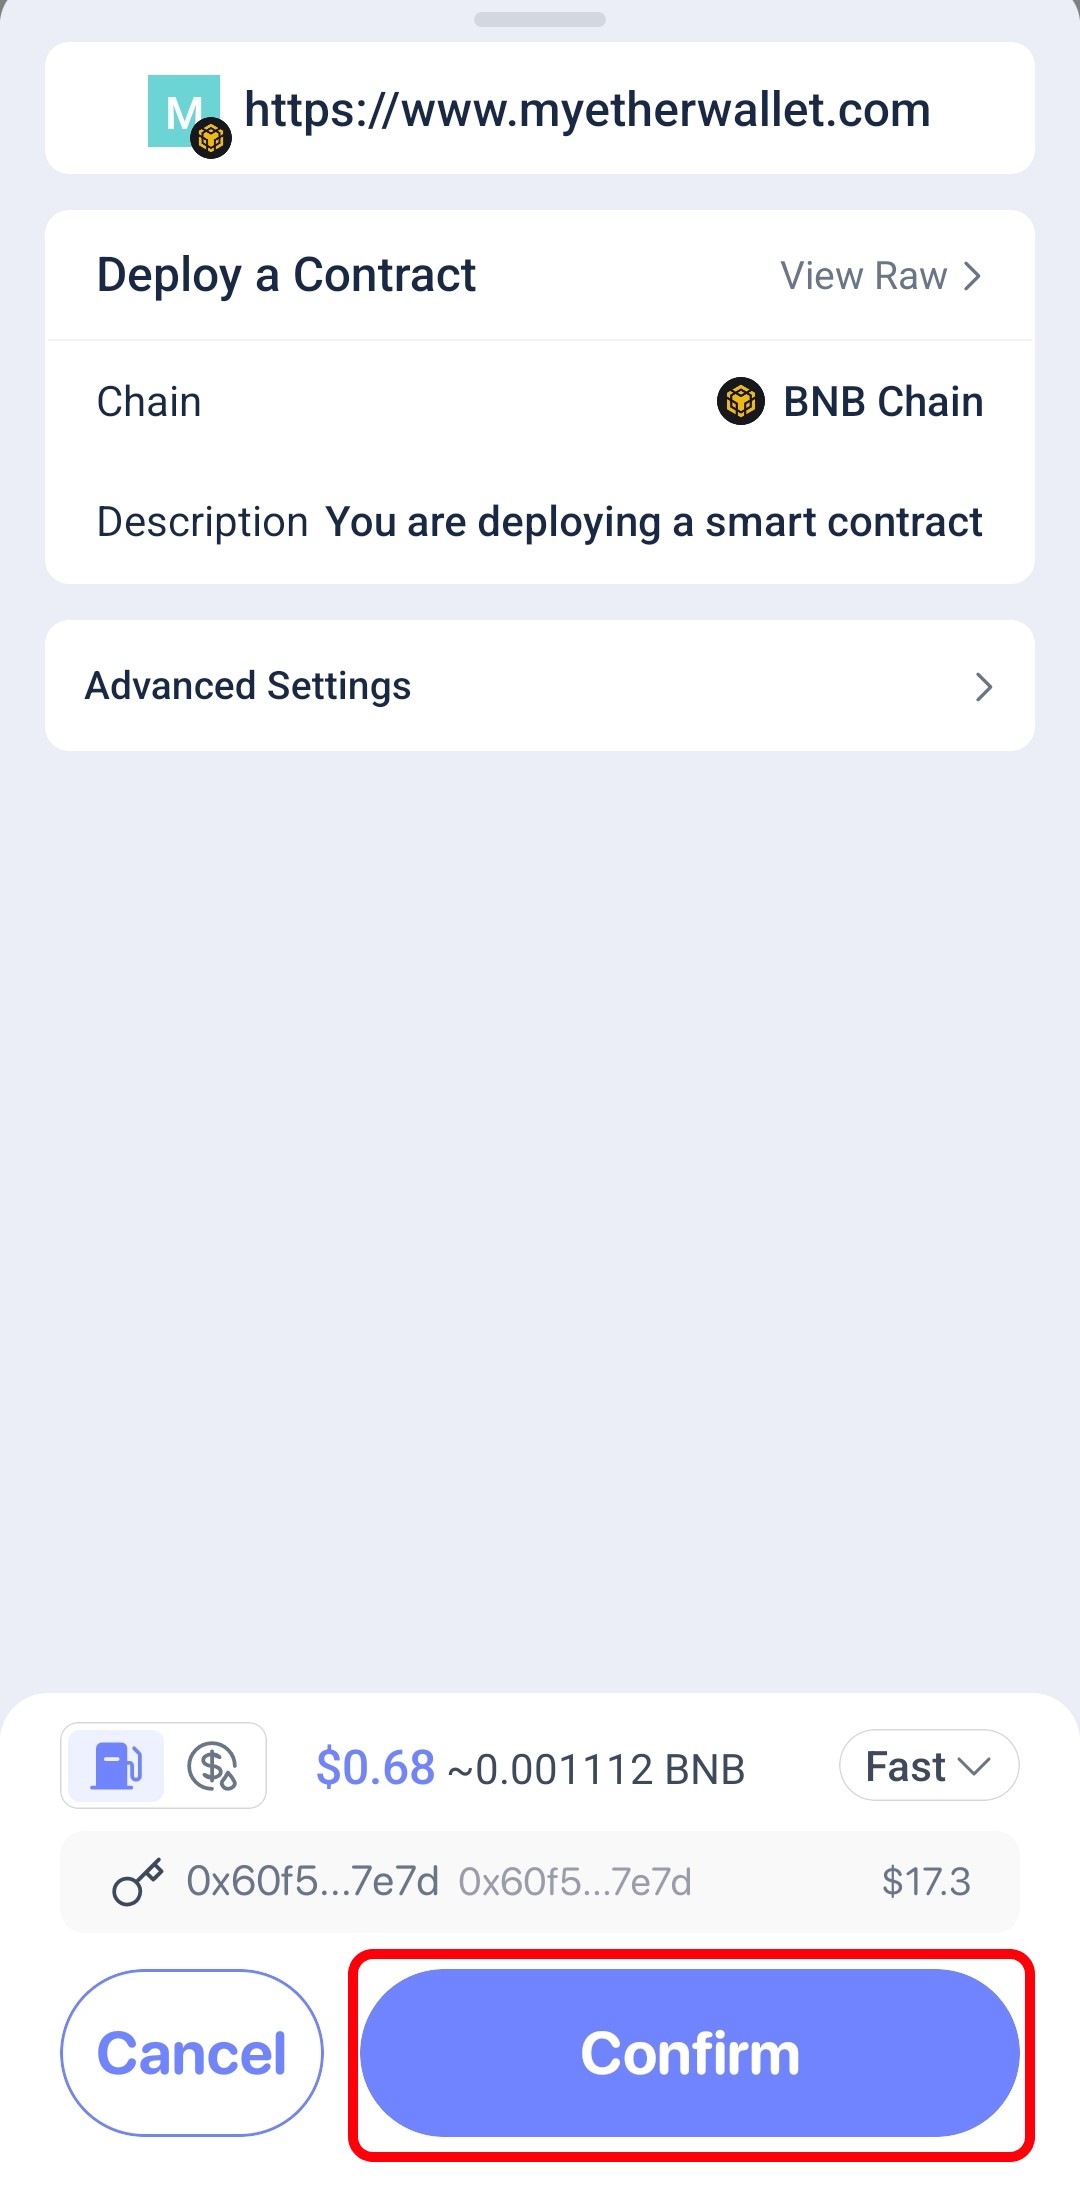 M https://www.myetherwallet.com
Deploy a Contract View Raw
Chain BNB Chain
Description You are deploying a smart contract
Advanced Settings
$0.68 ~0.001112 BNB Fast
0x60f5...7e7d 0x60f5...7e7d $17.3
Cancel Confirm